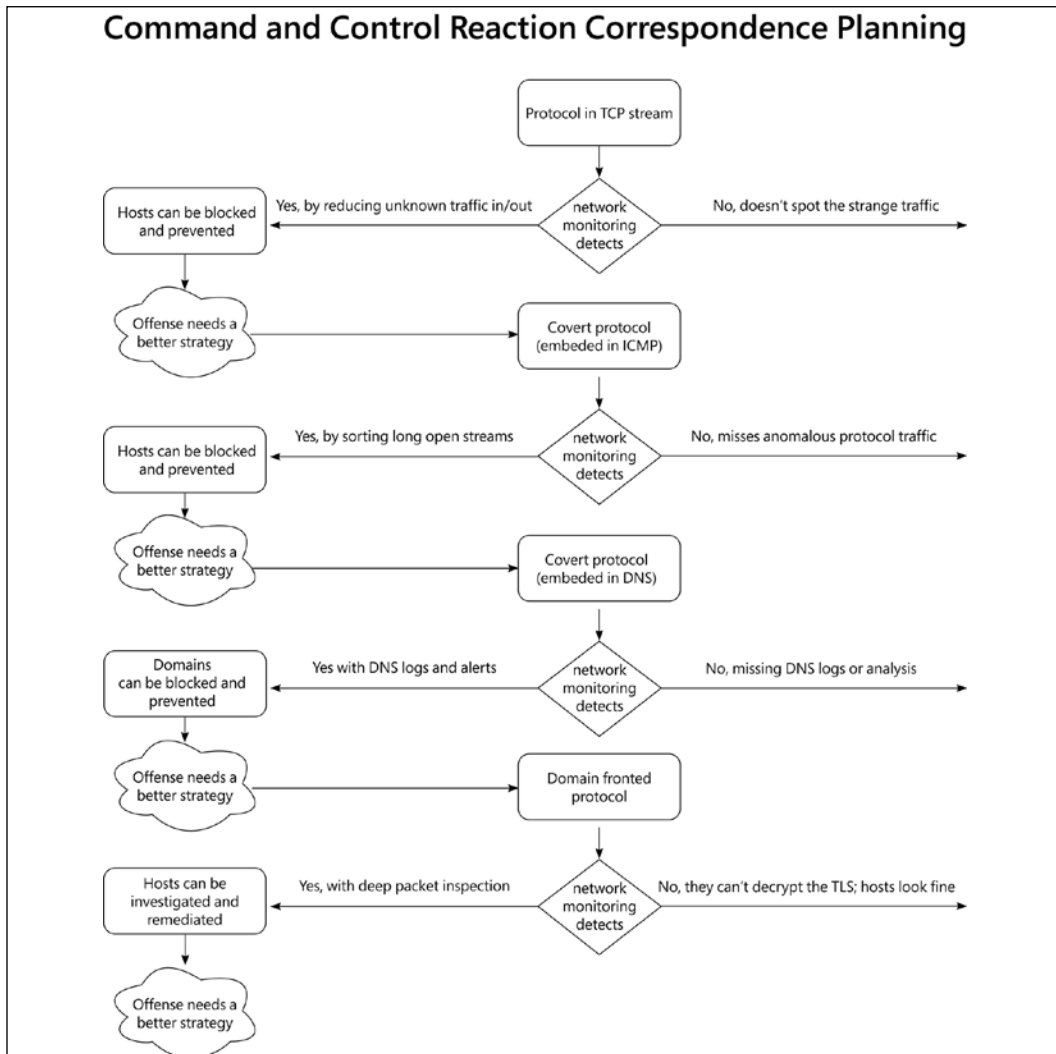 Command and Control Reaction Correspondence Planning
Protocol in TCP stream
Hosts can be blocked
and prevented
Yes, by reducing unknown traffic in/out
network
monitoring
detects
No, doesn't spot the strange traffic
Offense needs a
better strategy
Covert protocol
(embeded in ICMP)
Hosts can be blocked
and prevented
Yes, by sorting long open streams
network
monitoring
detects
No, misses anomalous protocol traffic
Offense needs a
better strategy
Covert protocol
(embeded in DNS)
Domains
can be blocked and
prevented
Yes with DNS logs and alerts
network
monitoring
detects
No, missing DNS logs or analysis
Offense needs a
better strategy
Domain fronted
protocol
Hosts can be
investigated and
remediated
Yes, with deep packet inspection
network
monitoring
detects
No, they can't decrypt the TLS; hosts look fine
Offense needs a
better strategy